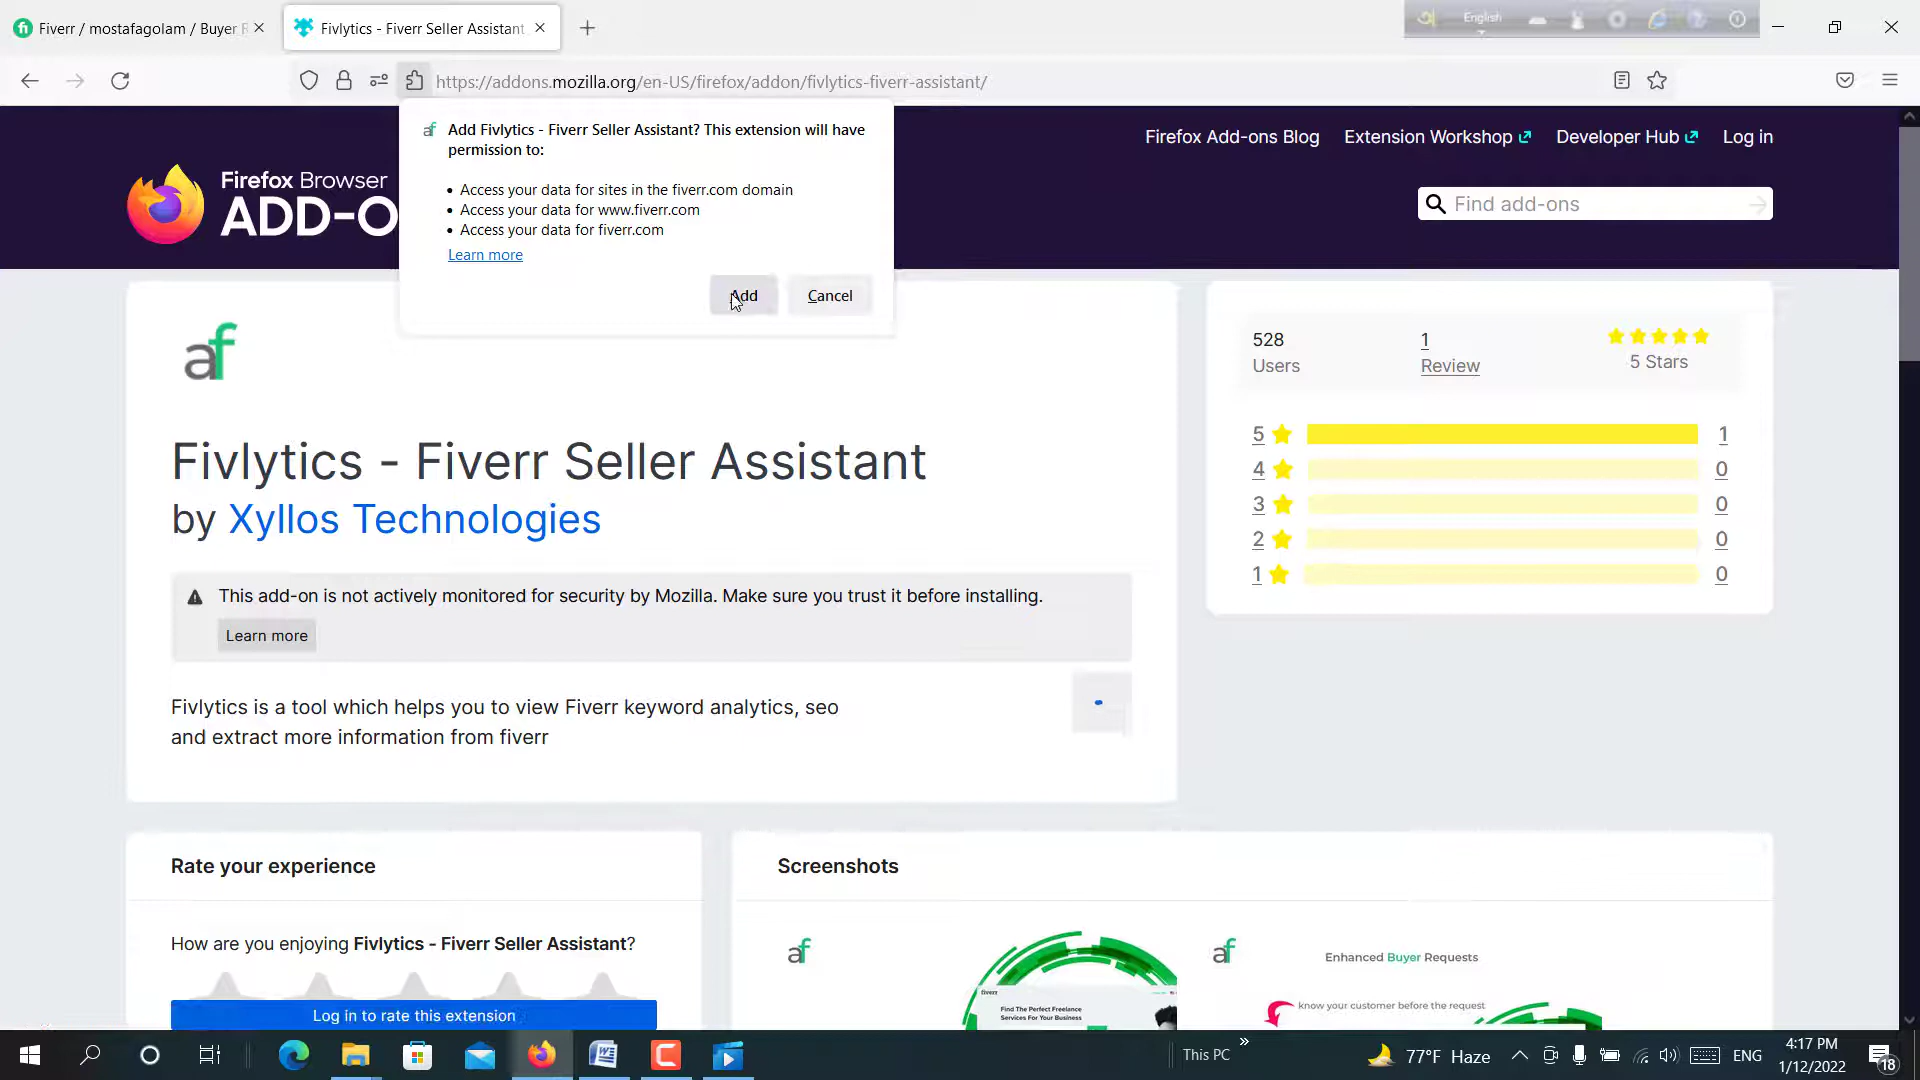 Fiverr / mostafagolam / Buyer R
Fivlytics - Fiverr Seller Assistant
English
https://addons.mozilla.org/en-US/firefox/addon/fivlytics-fiverr-assistant/
Add Fivlytics - Fiverr Seller Assistant? This extension will have
permission to:
• Access your data for sites in the fiverr.com domain
• Access your data for www.fiverr.com
• Access your data for fiverr.com
Learn more
Add
Cancel
Firefox Browser
ADD-O
Firefox Add-ons Blog
Extension Workshop
Developer Hub
Log in
Find add-ons
af
Fivlytics - Fiverr Seller Assistant
by Xyllos Technologies
This add-on is not actively monitored for security by Mozilla. Make sure you trust it before installing.
Learn more
Fivlytics is a tool which helps you to view Fiverr keyword analytics, seo
and extract more information from fiverr
528
Users
1
Review
5 Stars
5 1
4 0
3 0
2 0
1 0
Rate your experience
How are you enjoying Fivlytics - Fiverr Seller Assistant?
Log in to rate this extension
Screenshots
af
fiverr
Find The Perfect Freelance
Services For Your Business
af
Enhanced Buyer Requests
know your customer before the request
This PC
77°F Haze
ENG
4:17 PM
1/12/2022
18